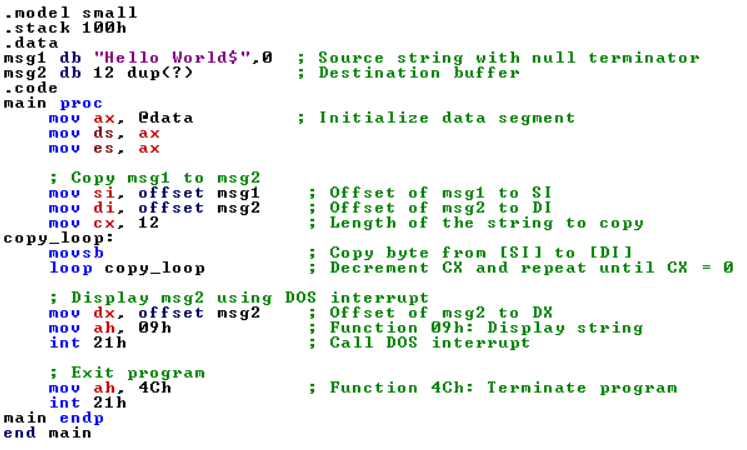 .model small
.stack 100h
.data
msg1 db "Hello World$",0  ; Source string with null terminator
msg2 db 12 dup(?)         ; Destination buffer
.code
main proc
    mov ax, @data         ; Initialize data segment
    mov ds, ax
    mov es, ax
    ; Copy msg1 to msg2
    mov si, offset msg1    ; Offset of msg1 to SI
    mov di, offset msg2    ; Offset of msg2 to DI
    mov cx, 12             ; Length of the string to copy
copy_loop:
    movsb                  ; Copy byte from [SI] to [DI]
    loop copy_loop         ; Decrement CX and repeat until CX = 0
    ; Display msg2 using DOS interrupt
    mov dx, offset msg2    ; Offset of msg2 to DX
    mov ah, 09h            ; Function 09h: Display string
    int 21h                ; Call DOS interrupt
    ; Exit program
    mov ah, 4Ch            ; Function 4Ch: Terminate program
    int 21h
main endp
end main